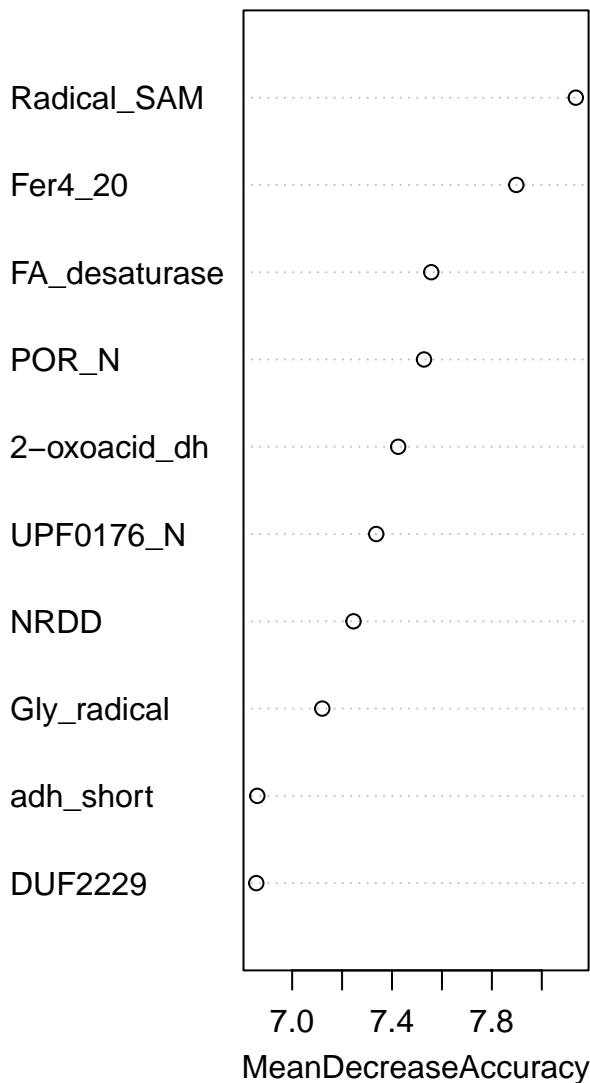 Radical_SAM
Fer4_20
FA_desaturase
POR_N
2−oxoacid_dh
UPF0176_N
NRDD
Gly_radical
adh_short
DUF2229
7.0 7.4 7.8
MeanDecreaseAccuracy